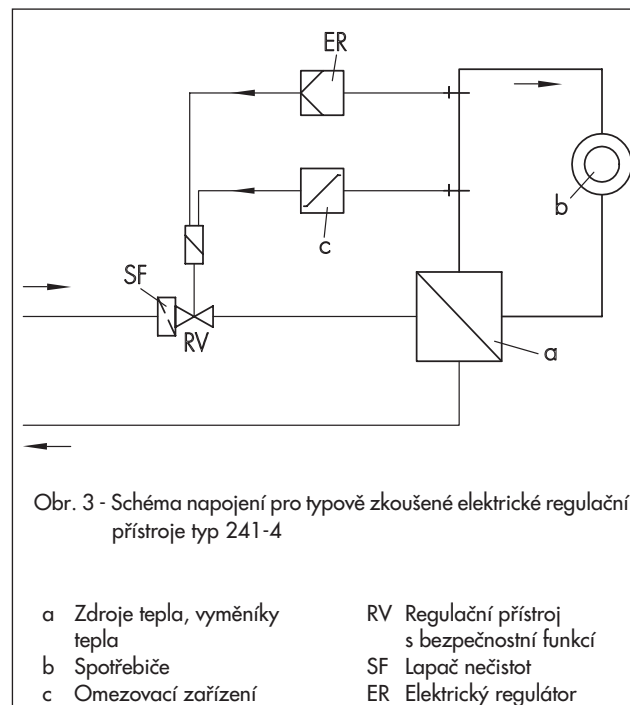 ER
c
b
SF
RV
a
Obr. 3 - Schéma napojení pro typově zkoušené elektrické regulační
přístroje typ 241-4
a Zdroje tepla, vyměníky
tepla
b Spotřebiče
c Omezovací zařízení
RV Regulační přístroj
s bezpečnostní funkcí
SF Lapač nečistot
ER Elektrický regulátor